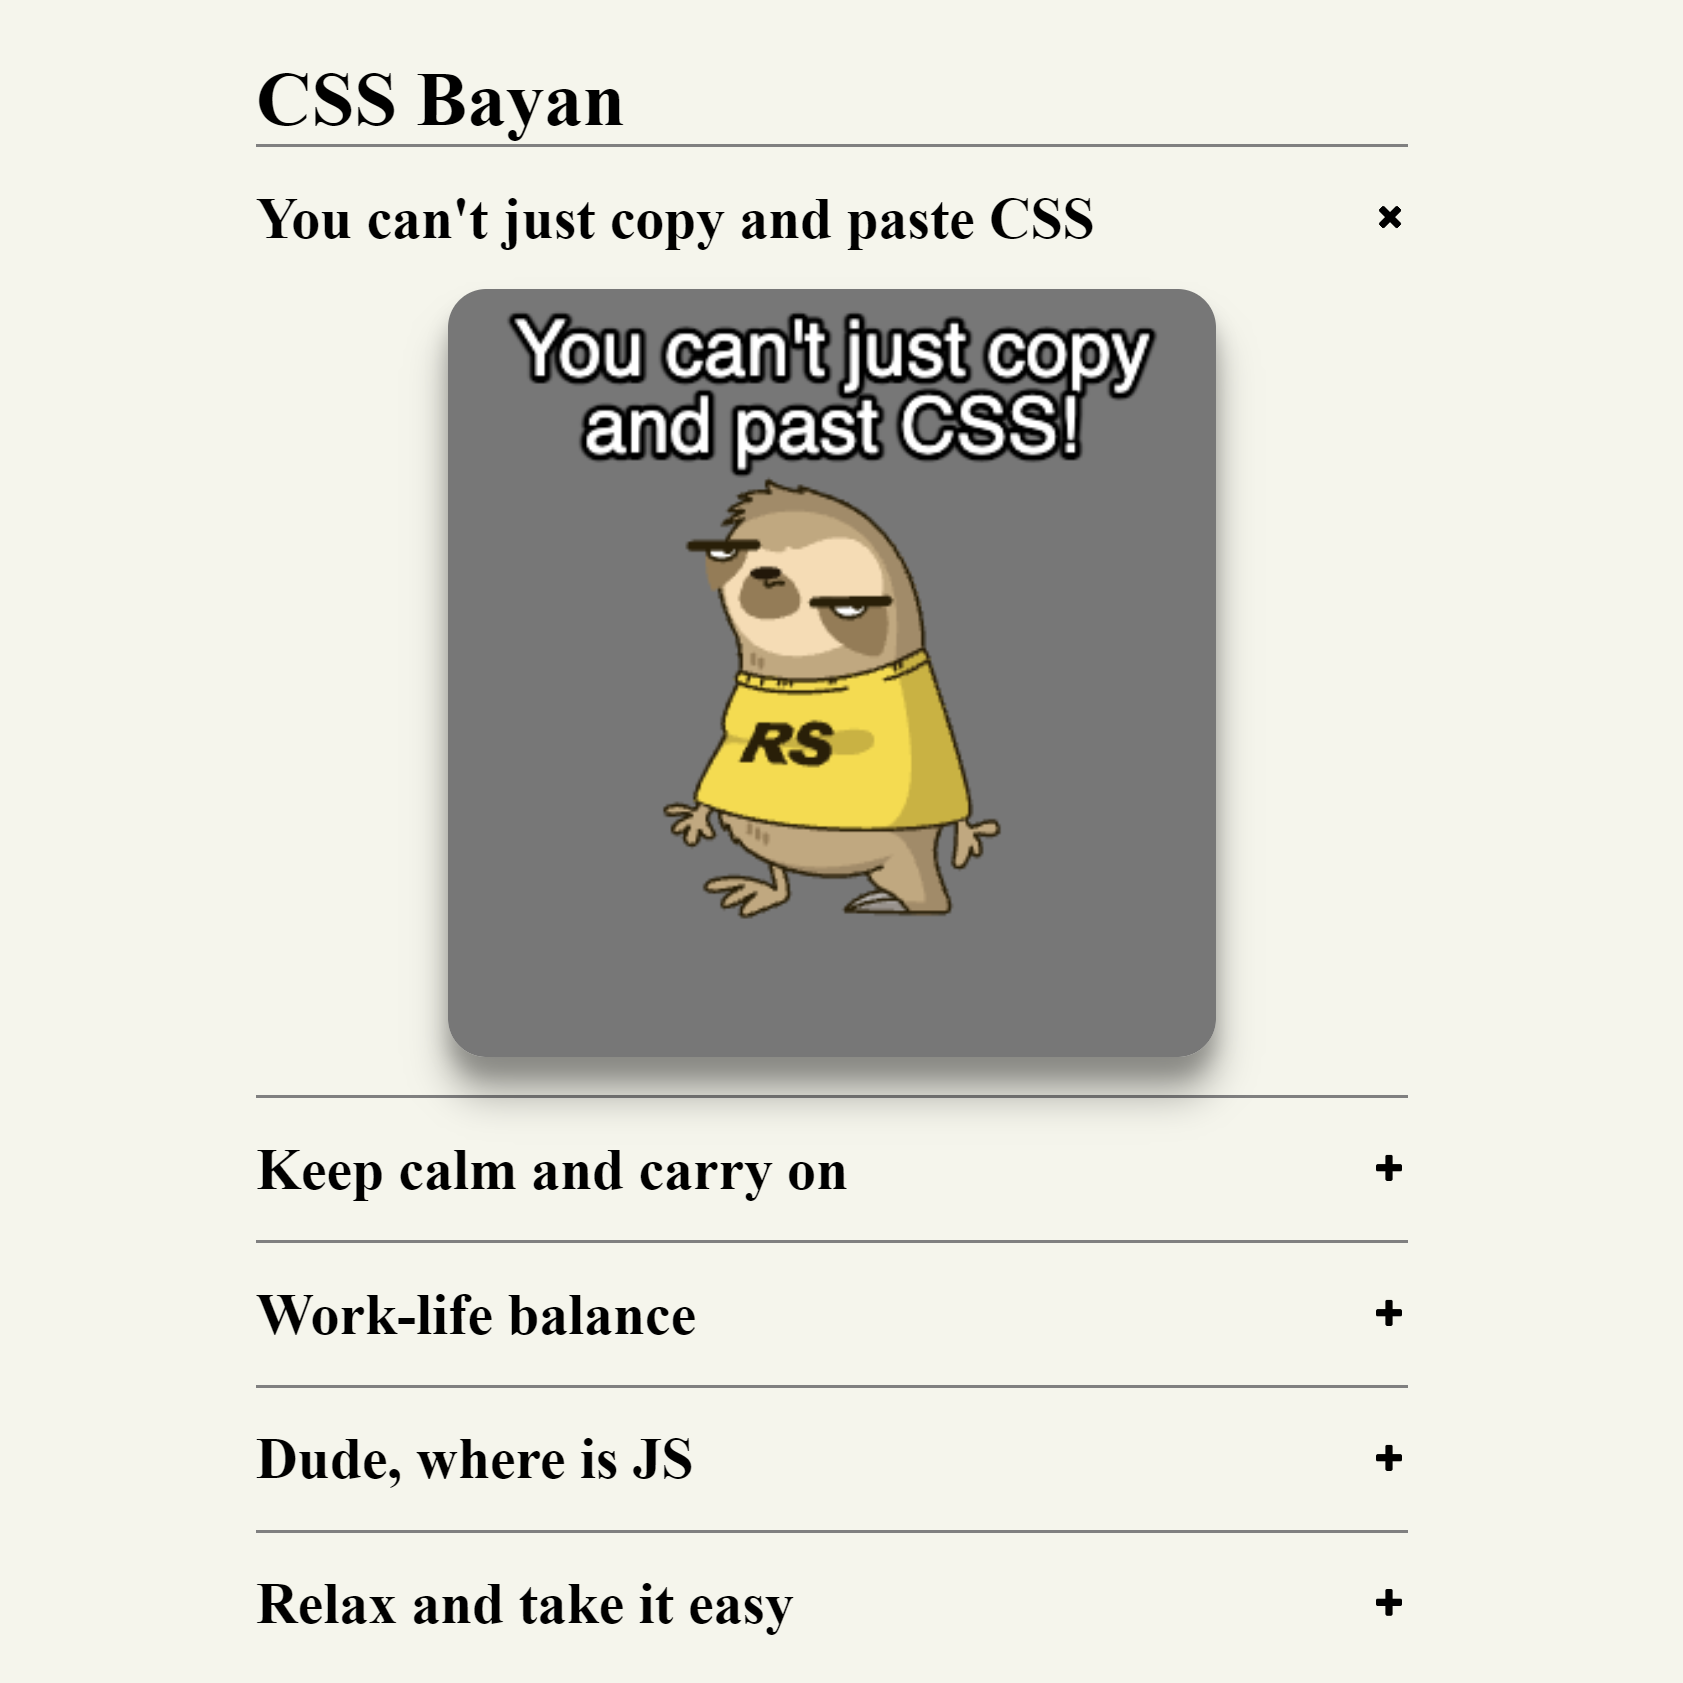 CSS Bayan
You can't just copy and paste CSS
You can't just copy
and past CSS!
RS
Keep calm and carry on
Work-life balance
Dude, where is JS
Relax and take it easy